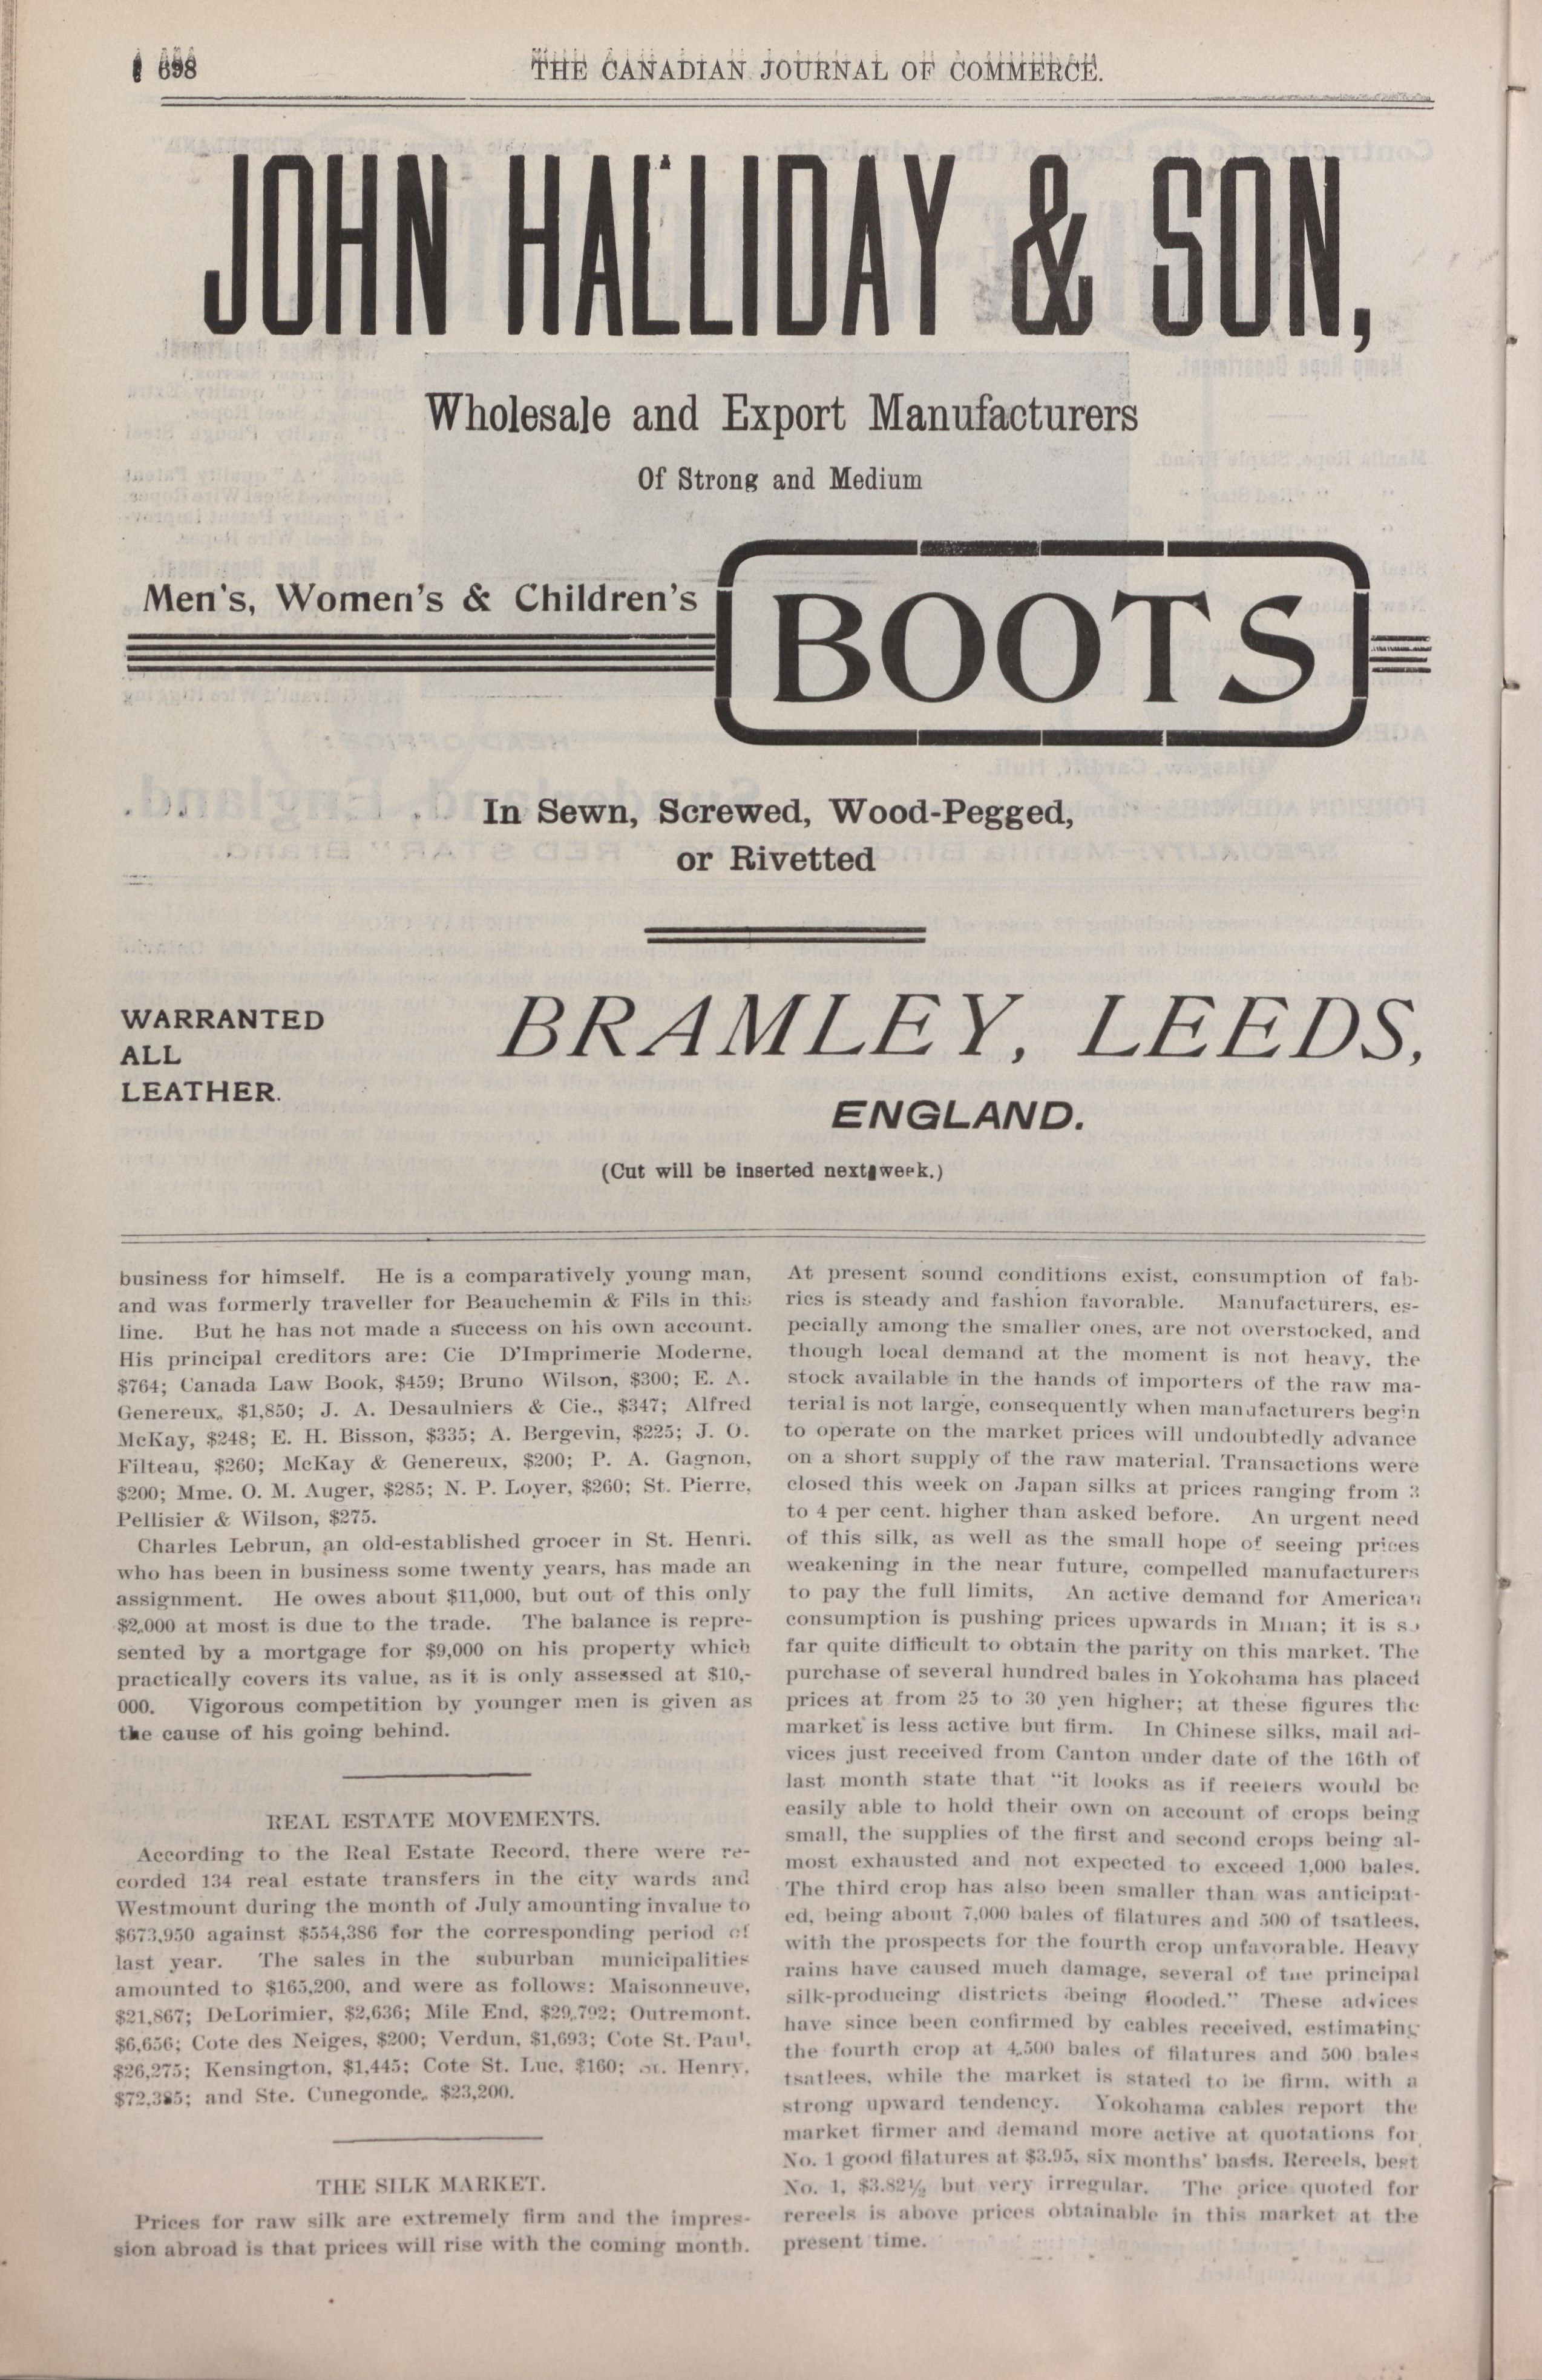 698
THE CANADIAN JOURNAL OF COMMERCE.
JOHN HALLIDAY & SON,
Wholesale and Export Manufacturers
Of Strong and Medium
Men's, Women's & Children's
BOOTS
In Sewn, Screwed, Wood-Pegged,
or Rivetted
WARRANTED
ALL
LEATHER.
BRAMLEY, LEEDS,
ENGLAND.
(Cut will be inserted next week.)
business for himself. He is a comparatively young man,
and was formerly traveller for Beauchemin & Fils in this
line. But he has not made a success on his own account.
His principal creditors are: Cie D'Imprimerie Moderne,
$764; Canada Law Book, $459; Bruno Wilson, $300; E. A.
Genereux, $1,850; J. A. Desaulniers & Cie., $347; Alfred
McKay, $248; E. H. Bisson, $335; A. Bergevin, $225; J. O.
Filteau, $260; McKay & Genereux, $200; P. A. Gagnon,
$200; Mme. O. M. Auger, $285; N. P. Loyer, $260; St. Pierre,
Pellisier & Wilson, $275.
Charles Lebrun, an old-established grocer in St. Henri.
who has been in business some twenty years, has made an
assignment. He owes about $11,000, but out of this only
$2,000 at most is due to the trade. The balance is repre-
sented by a mortgage for $9,000 on his property which
practically covers its value, as it is only assessed at $10,-
000. Vigorous competition by younger men is given as
the cause of his going behind.
REAL ESTATE MOVEMENTS.
According to the Real Estate Record, there were re-
corded 134 real estate transfers in the city wards and
Westmount during the month of July amounting invalue to
$673,950 against $554,386 for the corresponding period of
last year. The sales in the suburban municipalities
amounted to $165,200, and were as follows: Maisonneuve,
$21,867; DeLorimier, $2,636; Mile End, $29,792; Outremont.
$6,656; Cote des Neiges, $200; Verdun, $1,693; Cote St. Paul,
$26,275; Kensington, $1,445; Cote St. Luc, $160; St. Henry,
$72,385; and Ste. Cunegonde, $23,200.
THE SILK MARKET.
Prices for raw silk are extremely firm and the impres-
sion abroad is that prices will rise with the coming month.
At present sound conditions exist, consumption of fab-
rics is steady and fashion favorable. Manufacturers, es-
pecially among the smaller ones, are not overstocked, and
though local demand at the moment is not heavy, the
stock available in the hands of importers of the raw ma-
terial is not large, consequently when manufacturers begin
to operate on the market prices will undoubtedly advance
on a short supply of the raw material. Transactions were
closed this week on Japan silks at prices ranging from 3
to 4 per cent. higher than asked before. An urgent need
of this silk, as well as the small hope of seeing prices
weakening in the near future, compelled manufacturers
to pay the full limits, An active demand for American
consumption is pushing prices upwards in Milan; it is so
far quite difficult to obtain the parity on this market. The
purchase of several hundred bales in Yokohama has placed
prices at from 25 to 30 yen higher; at these figures the
market is less active but firm. In Chinese silks, mail ad-
vices just received from Canton under date of the 16th of
last month state that "it looks as if reelers would be
easily able to hold their own on account of crops being
small, the supplies of the first and second crops being al-
most exhausted and not expected to exceed 1,000 bales.
The third crop has also been smaller than was anticipat-
ed, being about 7,000 bales of filatures and 500 of tsatlees,
with the prospects for the fourth crop unfavorable. Heavy
rains have caused much damage, several of the principal
silk-producing districts being flooded." These advices
have since been confirmed by cables received, estimating
the fourth crop at 4,500 bales of filatures and 500 bales
tsatlees, while the market is stated to be firm, with a
strong upward tendency. Yokohama cables report the
market firmer and demand more active at quotations for
No. 1 good filatures at $3.95, six months' basis. Rereels, best
No. 1, $3.82½ but very irregular. The price quoted for
rereels is above prices obtainable in this market at the
present time.